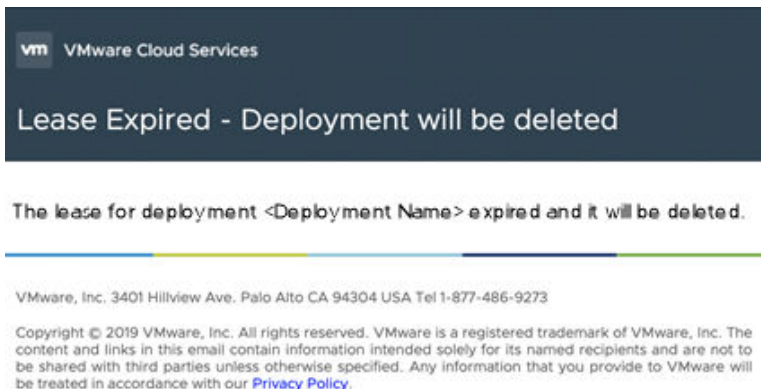 vm VMware Cloud Services
Lease Expired - Deployment will be deleted
The lease for deployment <Deployment Name> expired and it will be deleted.
VMware, Inc. 3401 Hillview Ave. Palo Alto CA 94304 USA Tel 1-877-486-9273
Copyright © 2019 VMware, Inc. All rights reserved. VMware is a registered trademark of VMware, Inc. The
content and links in this email contain information intended solely for its named recipients and are not to
be shared with third parties unless otherwise specified. Any information that you provide to VMware will
be treated in accordance with our Privacy Policy.